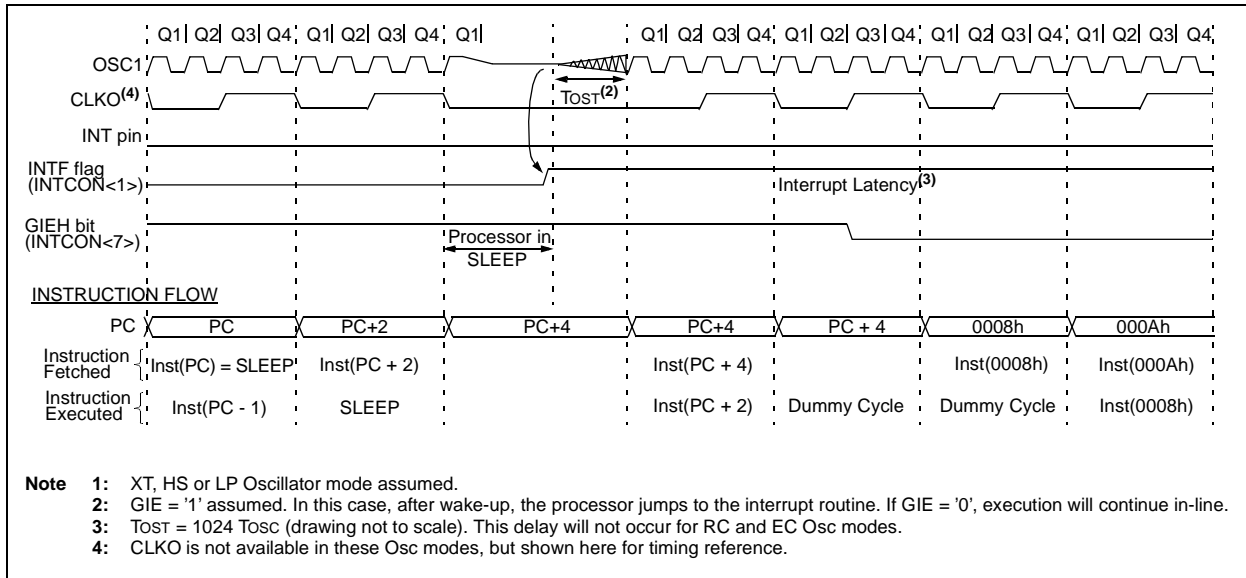 Q1 Q2 Q3 Q4 Q1 Q2 Q3 Q4 Q1 Q1 Q2 Q3 Q4 Q1 Q2 Q3 Q4 Q1 Q2 Q3 Q4 Q1 Q2 Q3 Q4
OSC1
CLKO(4)
TOST(2)
INT pin
INTF flag
(INTCON<1>)
Interrupt Latency(3)
GIEH bit
(INTCON<7>)
Processor in
SLEEP
INSTRUCTION FLOW
PC PC PC+2 PC+4 PC+4 PC + 4 0008h 000Ah
Instruction
Fetched
Inst(PC) = SLEEP Inst(PC + 2) Inst(PC + 4) Inst(0008h) Inst(000Ah)
Instruction
Executed
Inst(PC - 1) SLEEP Inst(PC + 2) Dummy Cycle Dummy Cycle Inst(0008h)
Note 1: XT, HS or LP Oscillator mode assumed.
2: GIE = '1' assumed. In this case, after wake-up, the processor jumps to the interrupt routine. If GIE = '0', execution will continue in-line.
3: TOST = 1024 TOSC (drawing not to scale). This delay will not occur for RC and EC Osc modes.
4: CLKO is not available in these Osc modes, but shown here for timing reference.